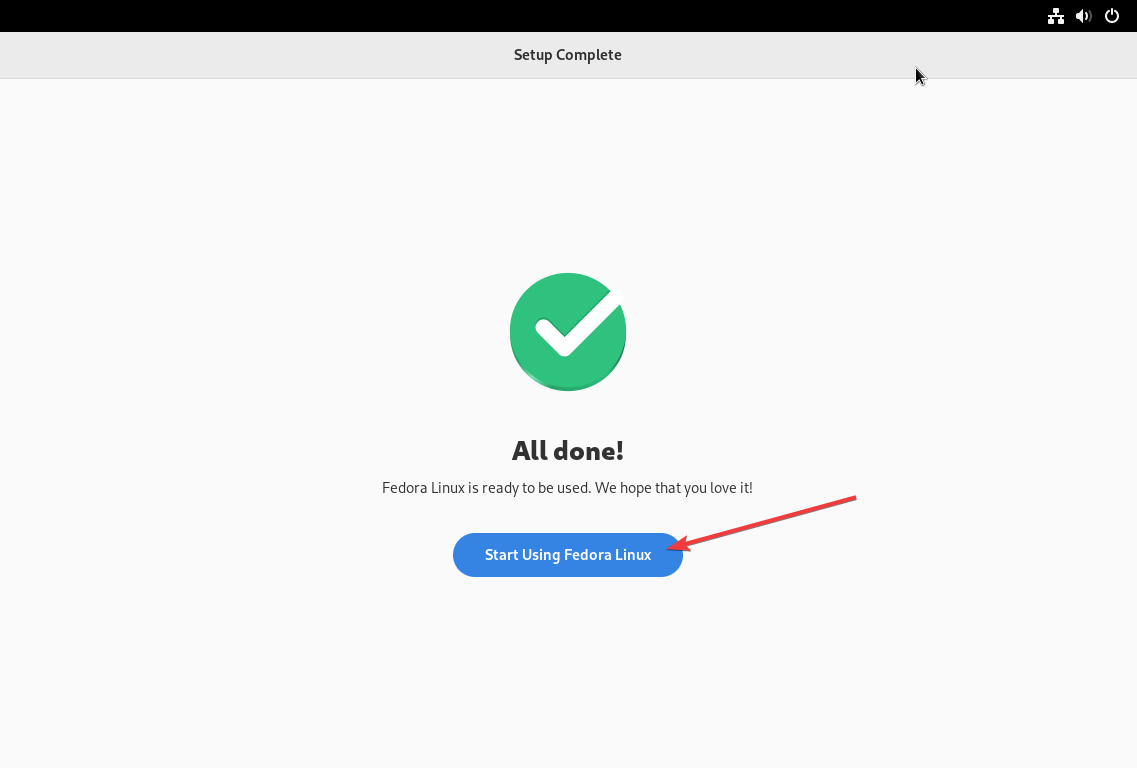 Setup Complete
All done!
Fedora Linux is ready to be used. We hope that you love it!
Start Using Fedora Linux